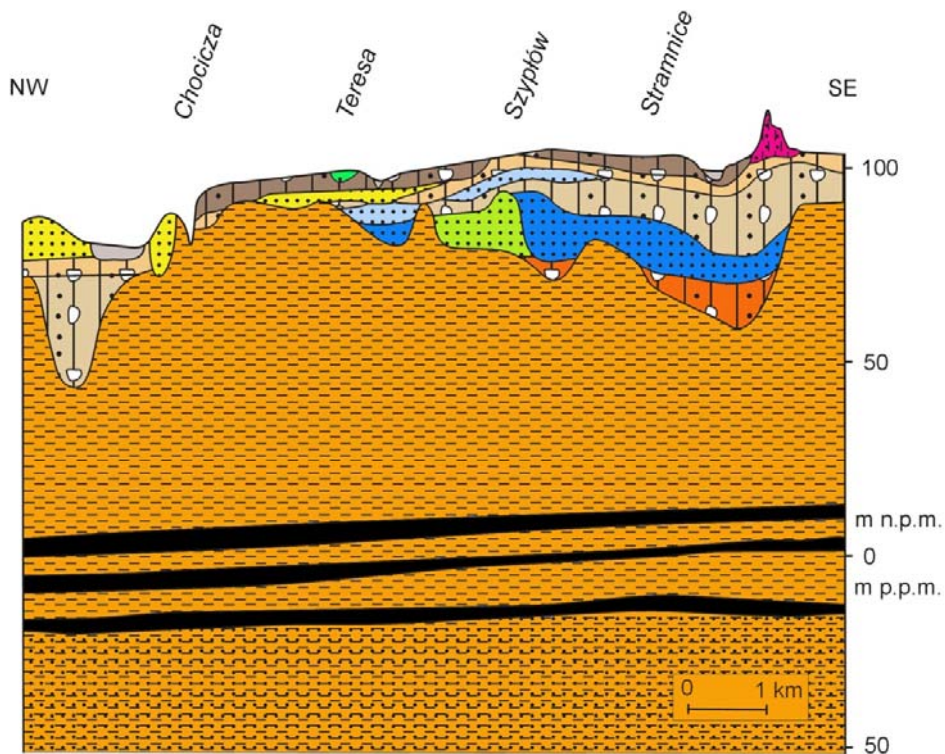 NW
Chocicza
Teresa
Szypłów
Stramnice
SE
100
50
m n.p.m.
0
m p.p.m.
0 1 km
50